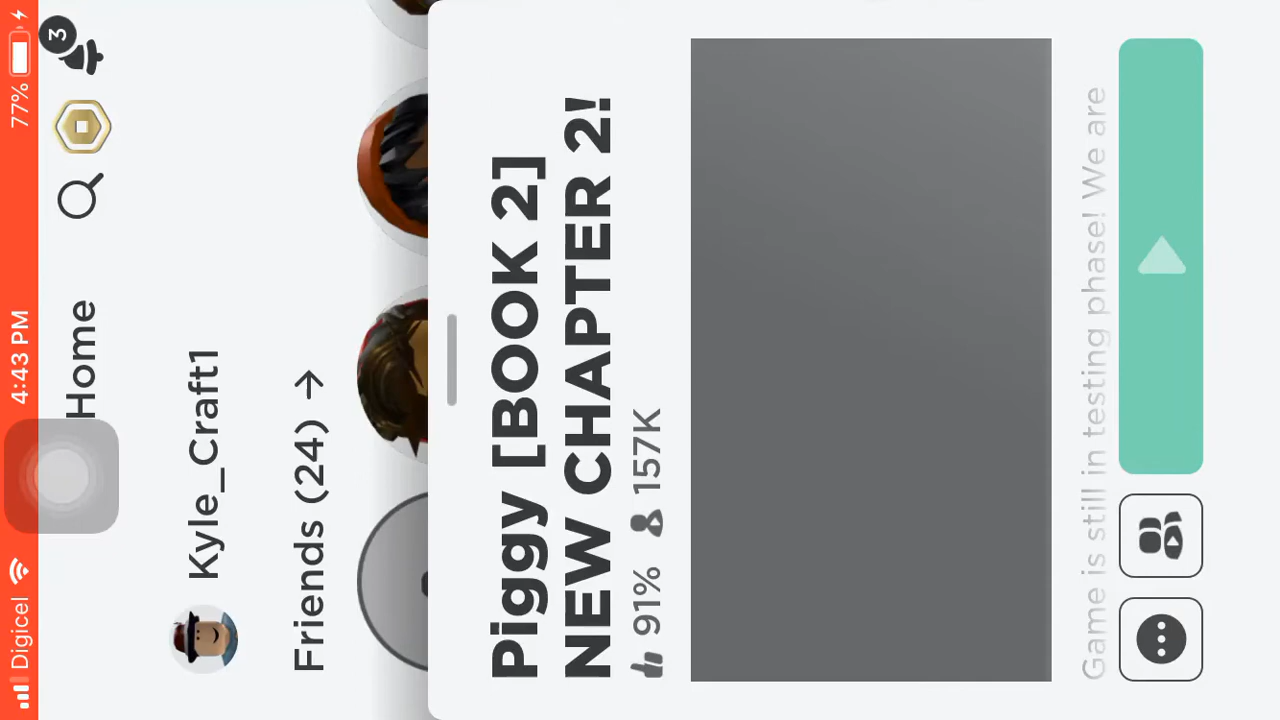 Digicel 4:43 PM 77%
Home
3
Kyle_Craft1
Friends (24) →
Piggy [BOOK 2]
NEW CHAPTER 2!
91% 157K
Game is still in testing phase! We are